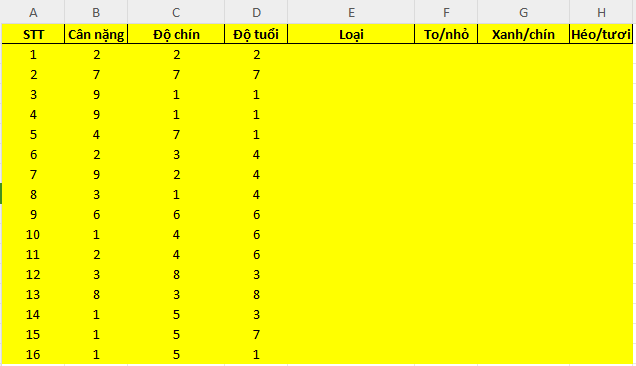 A B C D E F G H
STT Cân nặng Độ chín Độ tuổi Loại To/nhỏ Xanh/chín Héo/tươi
1 2 2 2
2 7 7 7
3 9 1 1
4 9 1 1
5 4 7 1
6 2 3 4
7 9 2 4
8 3 1 4
9 6 6 6
10 1 4 6
11 2 4 6
12 3 8 3
13 8 3 8
14 1 5 3
15 1 5 7
16 1 5 1